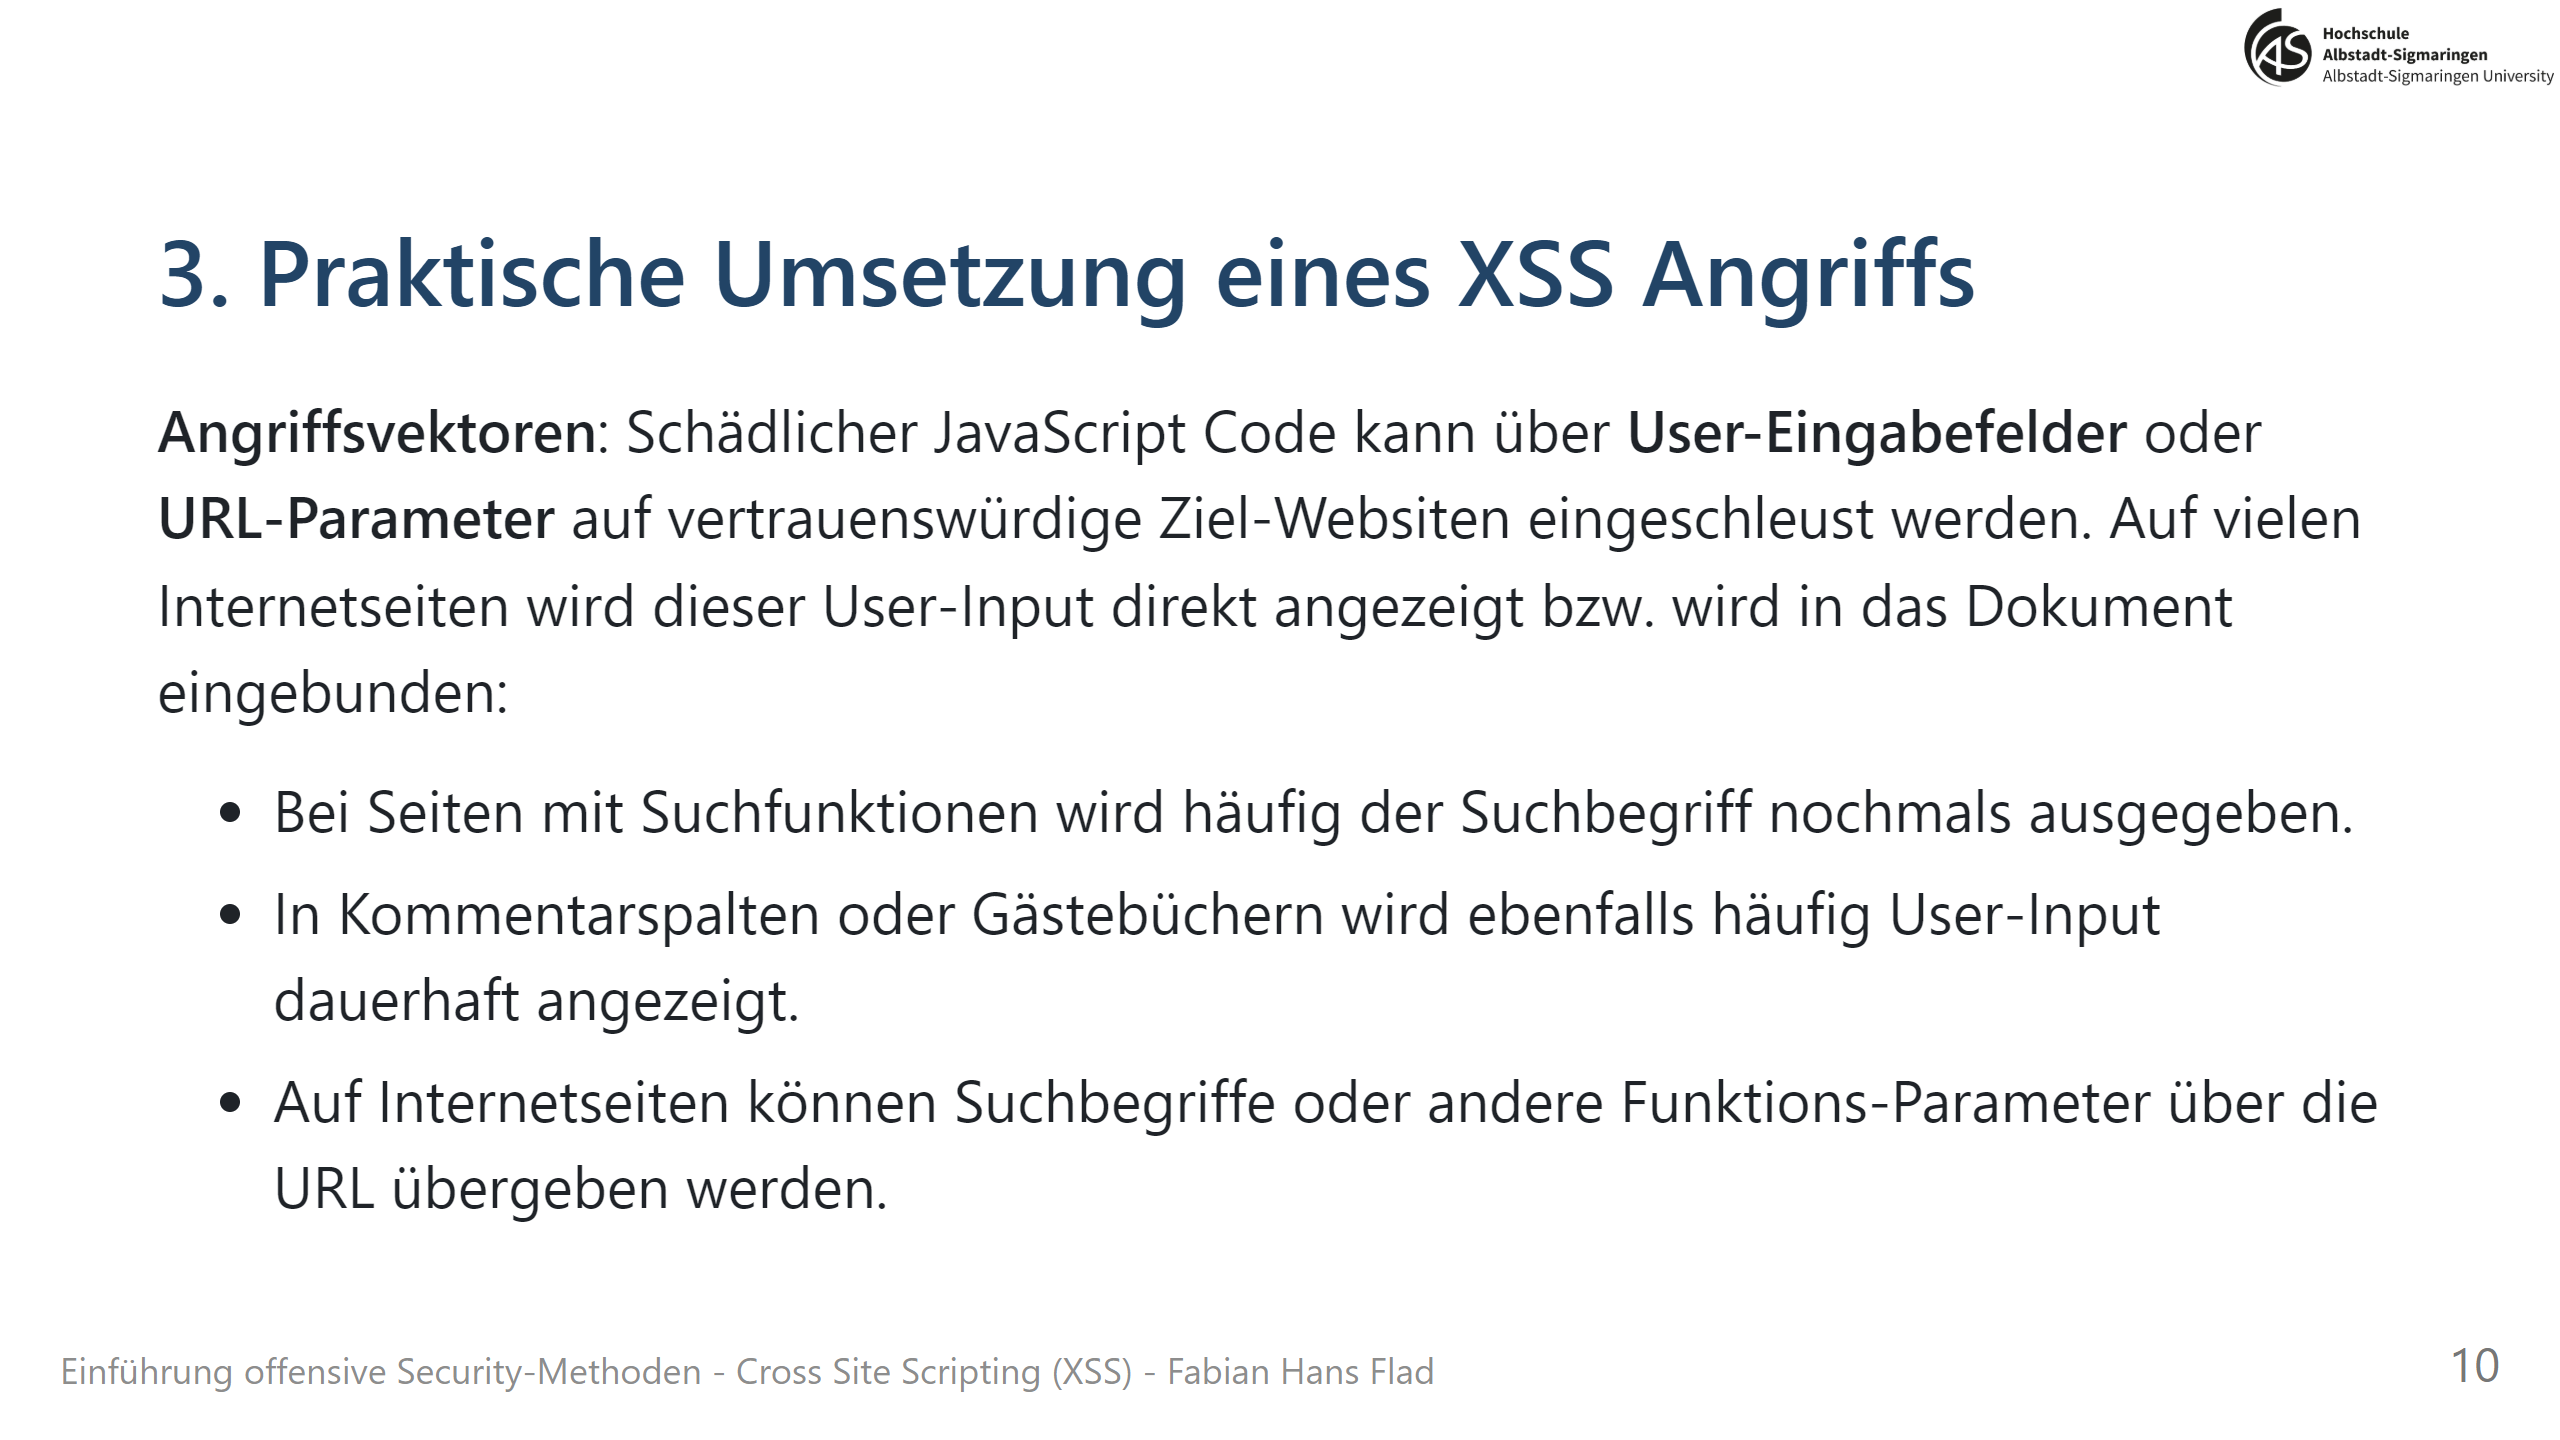 Hochschule
Albstadt-Sigmaringen
Albstadt-Sigmaringen University
3. Praktische Umsetzung eines XSS Angriffs
Angriffsvektoren: Schädlicher JavaScript Code kann über User-Eingabefelder oder
URL-Parameter auf vertrauenswürdige Ziel-Websiten eingeschleust werden. Auf vielen
Internetseiten wird dieser User-Input direkt angezeigt bzw. wird in das Dokument
eingebunden:
• Bei Seiten mit Suchfunktionen wird häufig der Suchbegriff nochmals ausgegeben.
• In Kommentarspalten oder Gästebüchern wird ebenfalls häufig User-Input
dauerhaft angezeigt.
• Auf Internetseiten können Suchbegriffe oder andere Funktions-Parameter über die
URL übergeben werden.
Einführung offensive Security-Methoden - Cross Site Scripting (XSS) - Fabian Hans Flad
10